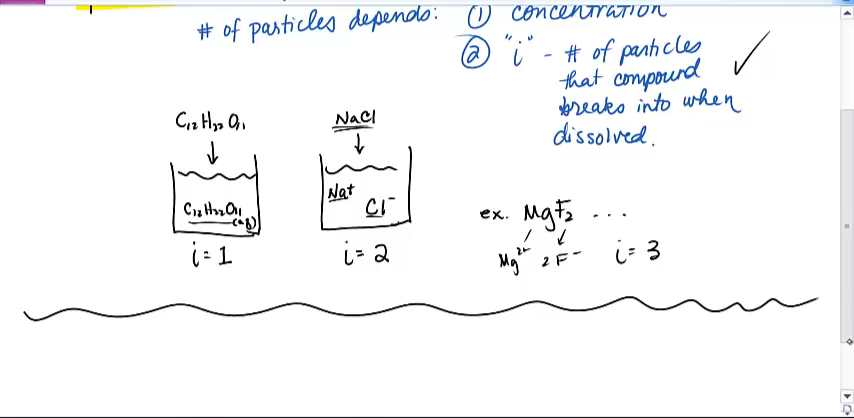 # of particles depends: ① concentration
② "i" - # of particles
that compound
breaks into when
dissolved.
C₁₂H₂₂O₁₁
NaCl
C₁₂H₂₂O₁₁ (aq)
Na⁺
Cl⁻
i = 1
i = 2
ex. MgF₂ ...
Mg²⁺ 2F⁻ i = 3